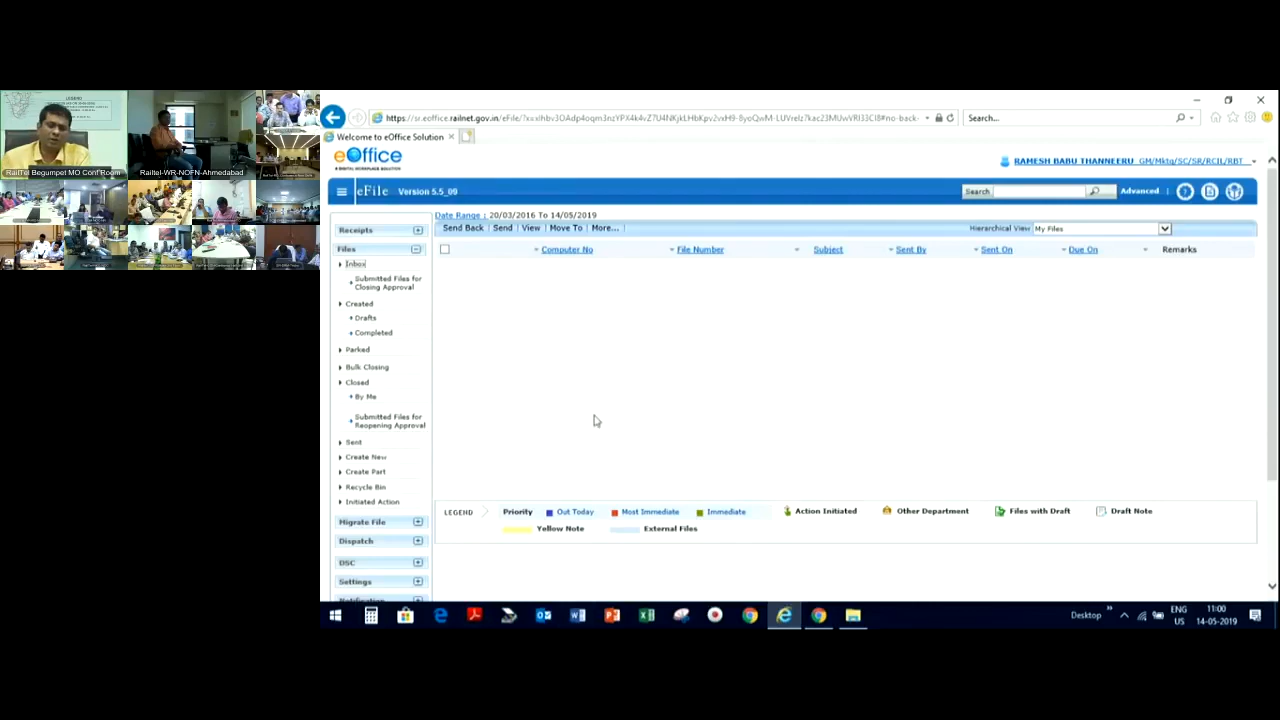 LEGEND
RailTel Begumpet MO Conf Room
Railtel-WR-NOFN-Ahmedabad
https://sr.eoffice.railnet.gov.in/eFile/
Search...
Welcome to eOffice Solution
eOffice
A DIGITAL WORKPLACE SOLUTION
RAMESH BABU THANNEERU GM/Mktg/SC/SR/RCIL/RBT
eFile Version 5.5_09
Search
Advanced
Date Range : 20/03/2016 To 14/05/2019
Send Back Send View Move To More...
Hierarchical View My Files
Computer No File Number Subject Sent By Sent On Due On Remarks
Receipts
Files
Inbox
Submitted Files for
Closing Approval
Created
Drafts
Completed
Parked
Bulk Closing
Closed
By Me
Submitted Files for
Reopening Approval
Sent
Create New
Create Part
Recycle Bin
Initiated Action
Migrate File
Dispatch
DSC
Settings
Notification
LEGEND Priority Out Today Most Immediate Immediate Action Initiated Other Department Files with Draft Draft Note
Yellow Note External Files
Desktop
ENG
US
11:00
14-05-2019